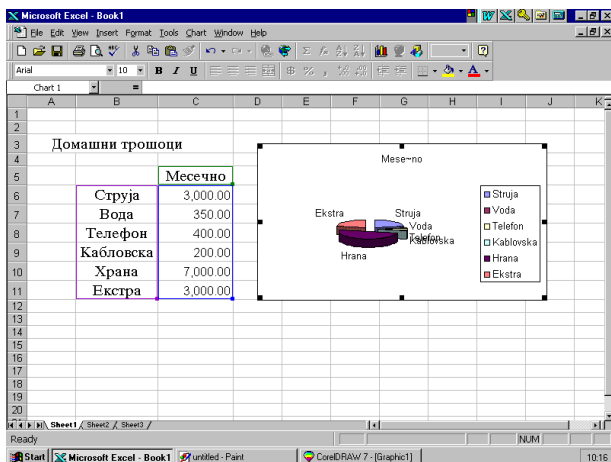 Microsoft Excel - Book1
File Edit View Insert Format Tools Chart Window Help
Arial 10 B I U $ % ,
Chart 1 =
A B C D E F G H I J K
1
2
3 Домашни трошоци
4
5 Месечно
6 Струја 3,000.00
7 Вода 350.00
8 Телефон 400.00
9 Кабловска 200.00
10 Храна 7,000.00
11 Екстра 3,000.00
12
13
14
15
16
17
18
19
20
Mese~no
Ekstra Struja
Voda
Telefon
Kablovska
Hrana
Struja
Voda
Telefon
Kablovska
Hrana
Ekstra
Sheet1 Sheet2 Sheet3
Ready NUM
Start Microsoft Excel - Book1 untitled - Paint CorelDRAW 7 - [Graphic1] 10:16